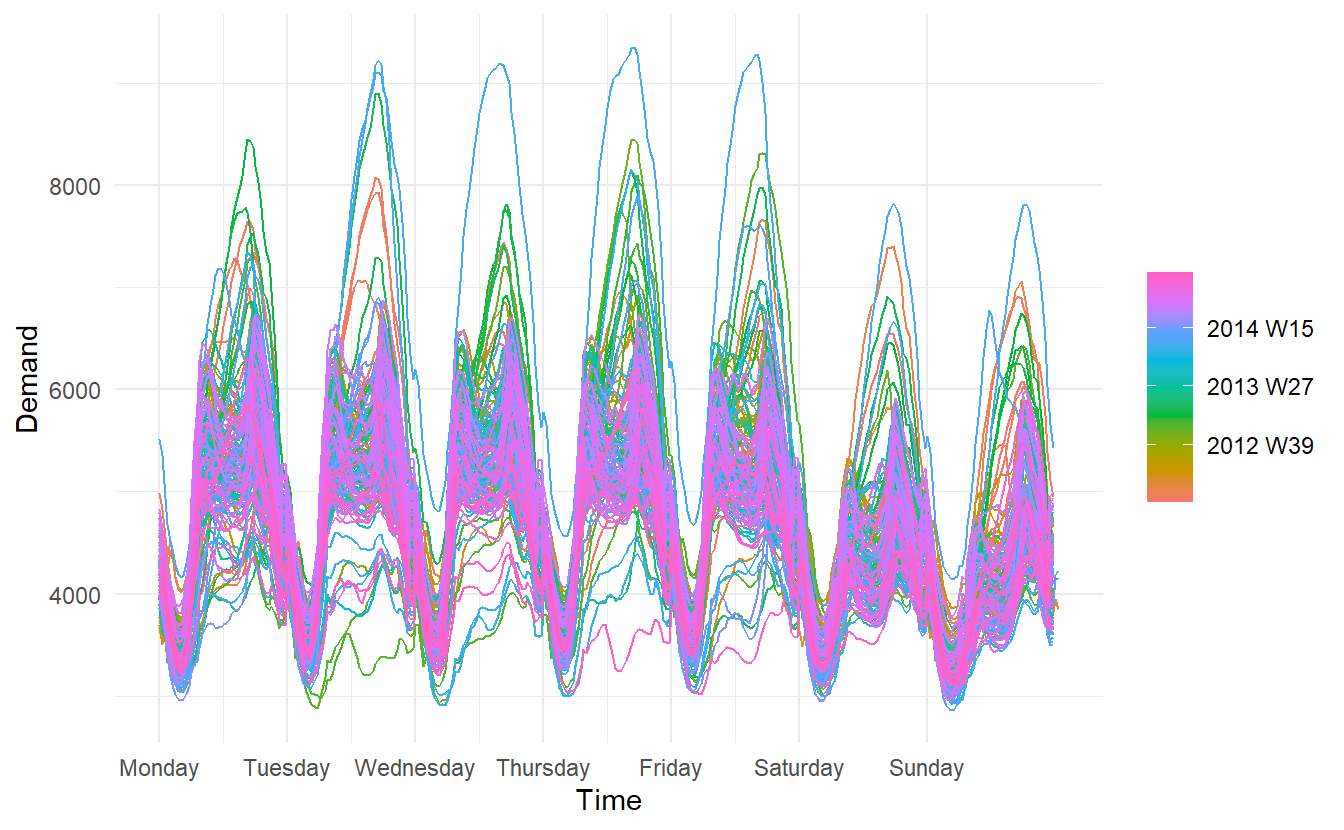 Demand
8000
6000
4000
Monday Tuesday Wednesday Thursday Friday Saturday Sunday
Time
2014 W15
2013 W27
2012 W39